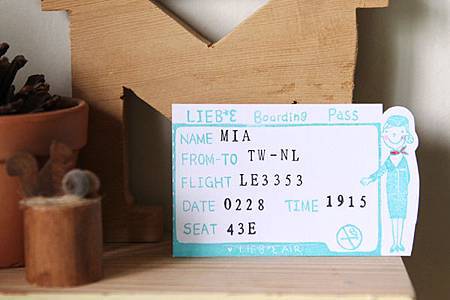 LIEB*E Boarding Pass
NAME MIA
FROM-TO TW-NL
FLIGHT LE3353
DATE 0228 TIME 1915
SEAT 43E
♥ LIEB*E AIR